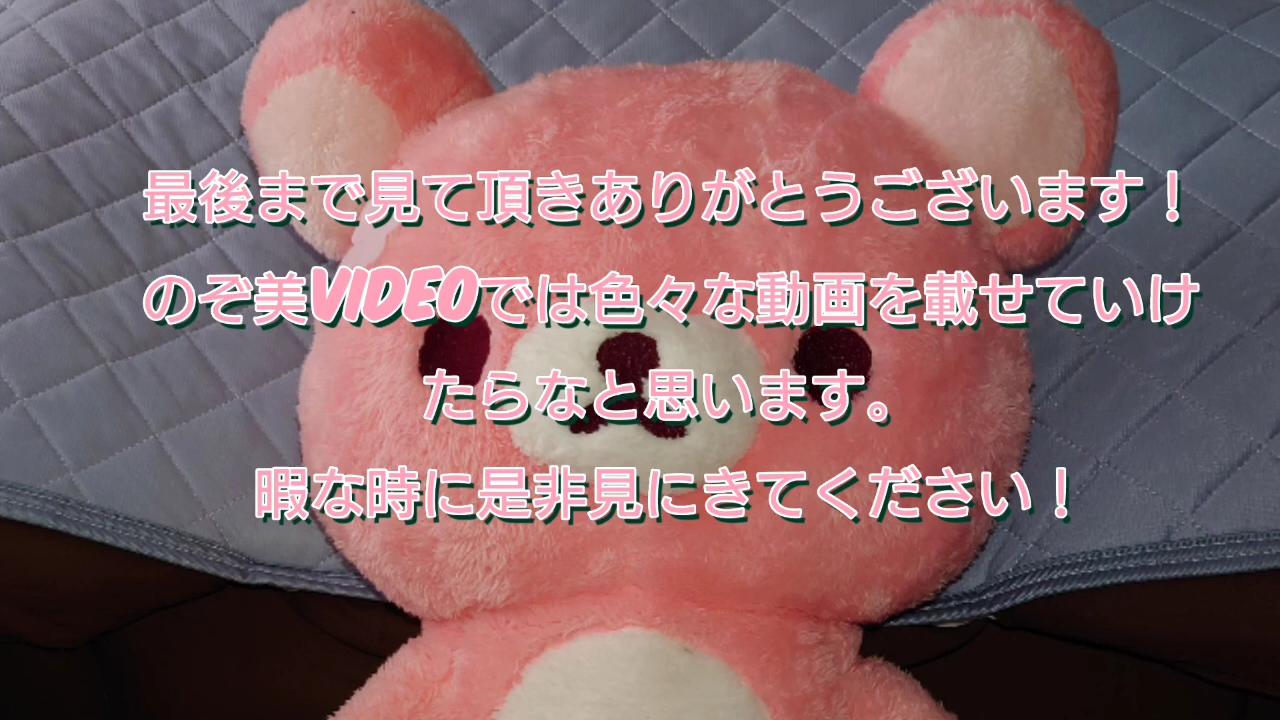 最後まで見て頂きありがとうございます！
のぞ美VIDEOでは色々な動画を載せていけ
たらなと思います。
暇な時に是非見にきてください！